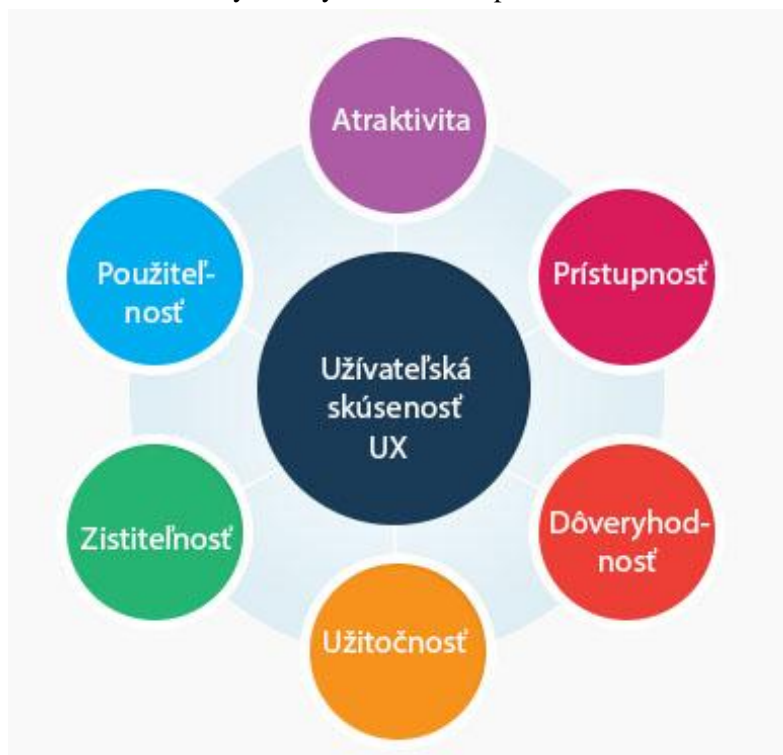 Atraktivita
Použiteľ-
nosť
Prístupnosť
Užívateľská
skúsenosť
UX
Zistiteľnosť
Dôveryhod-
nosť
Užitočnosť